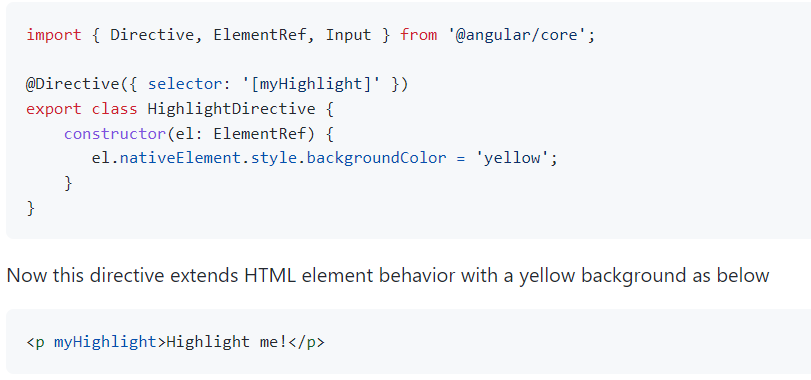 import { Directive, ElementRef, Input } from '@angular/core';
@Directive({ selector: '[myHighlight]' })
export class HighlightDirective {
    constructor(el: ElementRef) {
       el.nativeElement.style.backgroundColor = 'yellow';
    }
}
Now this directive extends HTML element behavior with a yellow background as below
<p myHighlight>Highlight me!</p>